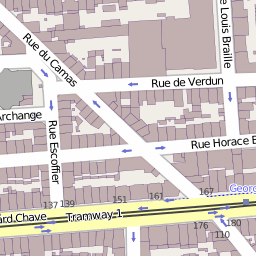 Rue du Camas
e Louis Braille
Rue de Verdun
Archange
Rue Escoffier
Rue Horace B
137 139
151
161
167
Georg
ard Chave
Tramway 1
176
180
110